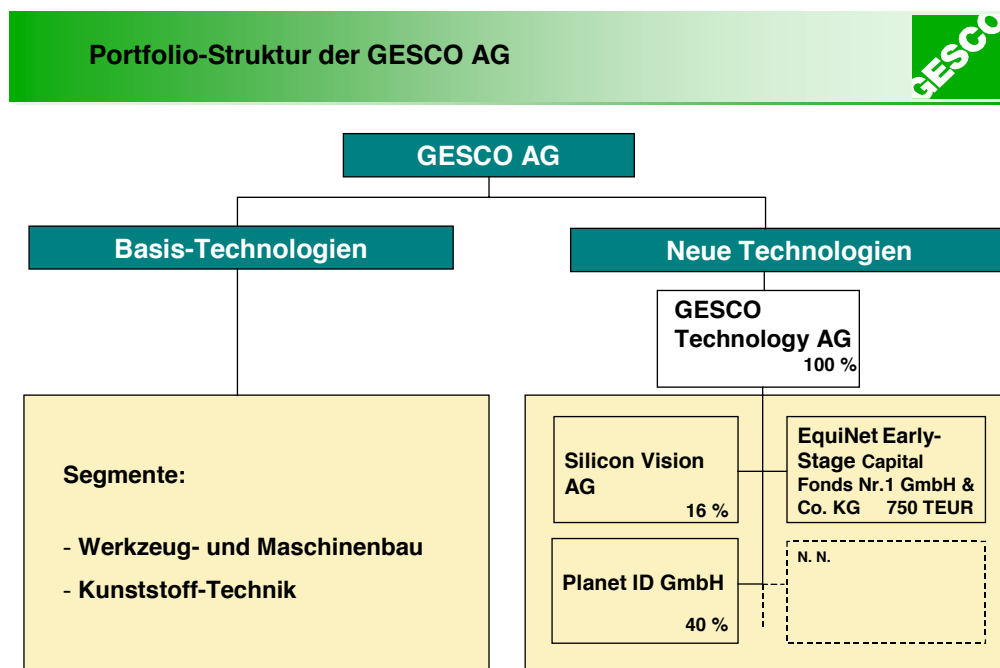 Portfolio-Struktur der GESCO AG
GESCO
GESCO AG
Basis-Technologien
Neue Technologien
GESCO
Technology AG
100 %
Segmente:
- Werkzeug- und Maschinenbau
- Kunststoff-Technik
Silicon Vision
AG
16 %
EquiNet Early-
Stage Capital
Fonds Nr.1 GmbH &
Co. KG 750 TEUR
Planet ID GmbH
40 %
N. N.